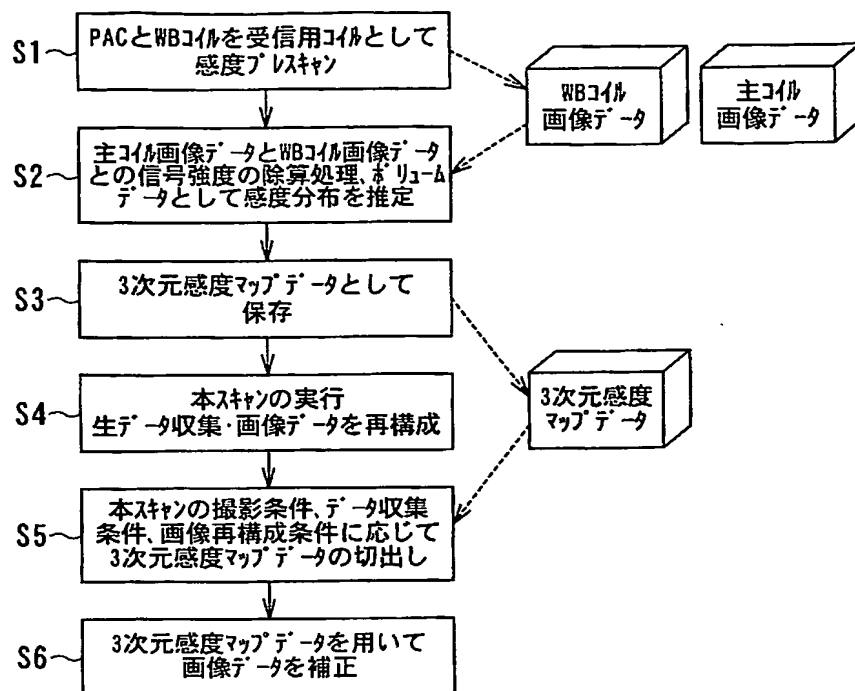 S1
PACとWBコイルを受信用コイルとして
感度プレスキャン
WBコイル
画像データ
主コイル
画像データ
S2
主コイル画像データとWBコイル画像データ
との信号強度の除算処理、ボリューム
データとして感度分布を推定
S3
3次元感度マップデータとして
保存
S4
本スキャンの実行
生データ収集・画像データを再構成
3次元感度
マップデータ
S5
本スキャンの撮影条件、データ収集
条件、画像再構成条件に応じて
3次元感度マップデータの切出し
S6
3次元感度マップデータを用いて
画像データを補正